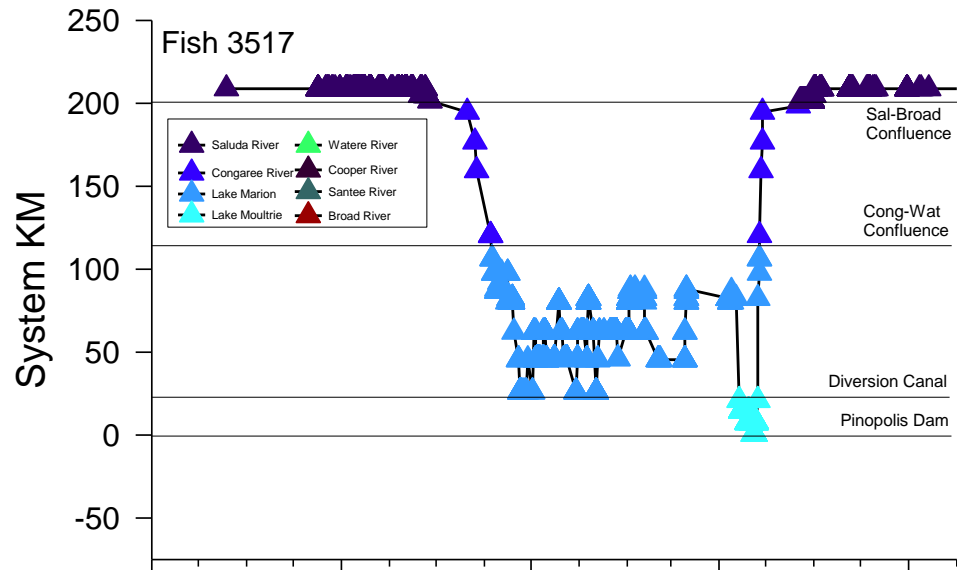 250
Fish 3517
200
Sal-Broad
Confluence
Saluda River
Watere River
Congaree River
Cooper River
Lake Marion
Santee River
Lake Moultrie
Broad River
150
Cong-Wat
Confluence
100
System KM
50
Diversion Canal
Pinopolis Dam
0
-50